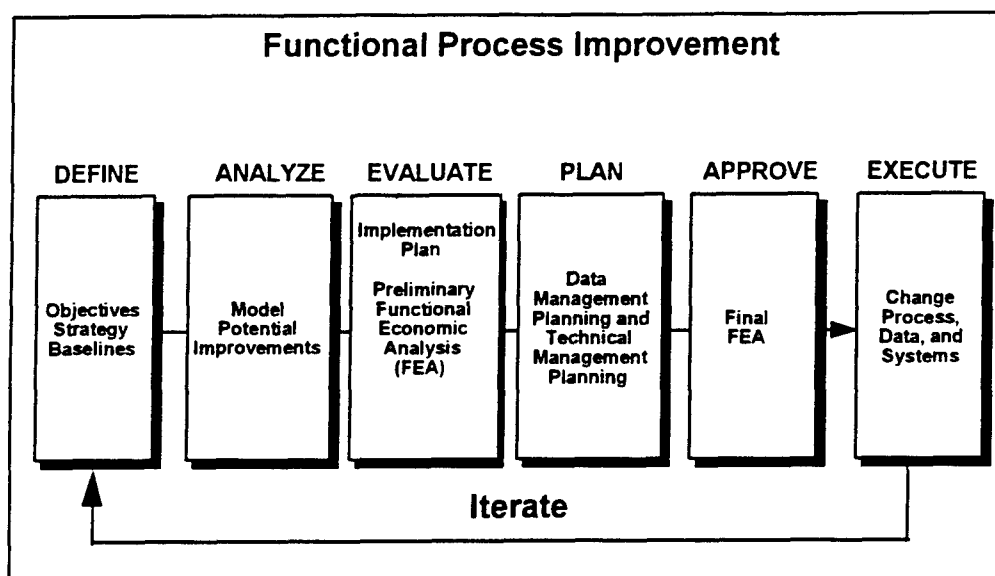 Functional Process Improvement
DEFINE
ANALYZE
EVALUATE
PLAN
APPROVE
EXECUTE
Objectives
Strategy
Baselines
Model
Potential
Improvements
Implementation
Plan
Preliminary
Functional
Economic
Analysis
(FEA)
Data
Management
Planning and
Technical
Management
Planning
Final
FEA
Change
Process,
Data, and
Systems
Iterate